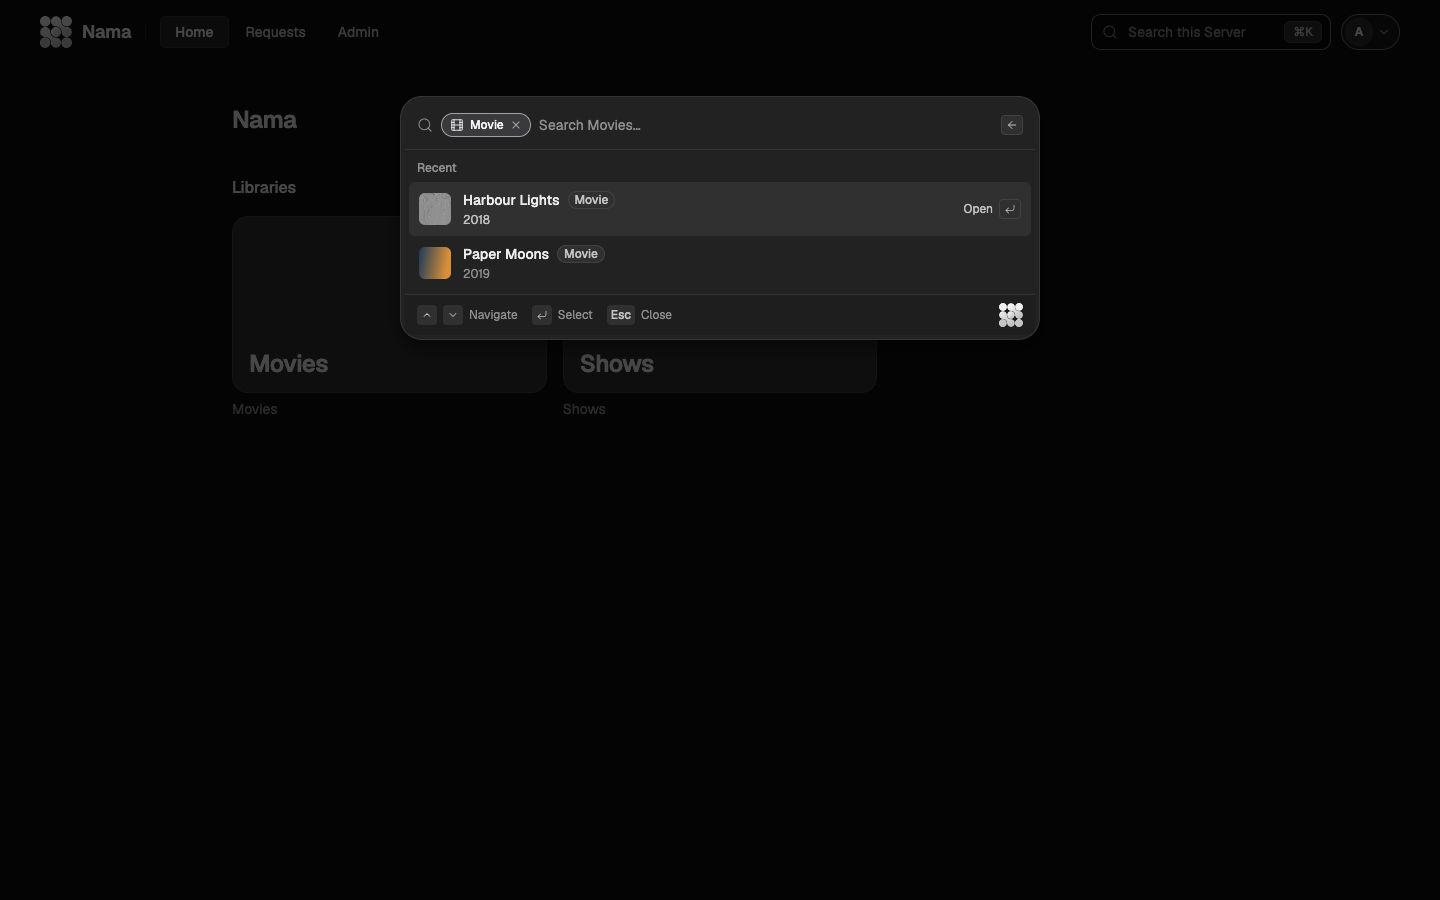 Nama
Home
Requests
Admin
Search this Server
⌘K
A
Nama
Movie
Search Movies...
Libraries
Recent
Harbour Lights
Movie
2018
Open
Paper Moons
Movie
2019
Navigate
Select
Esc
Close
Movies
Shows
Movies
Shows